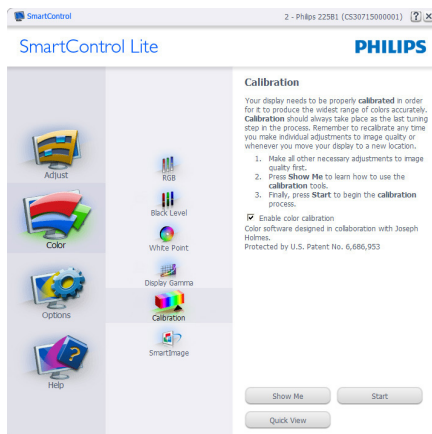 SmartControl
2 - Philips 225B1 (CS30715000001)
?
X
SmartControl Lite
PHILIPS
Adjust
Color
Options
Help
RGB
Black Level
White Point
Display Gamma
Calibration
SmartImage
Calibration
Your display needs to be properly calibrated in order
for it to produce the widest range of colors accurately.
Calibration should always take place as the last tuning
step in the process. Remember to recalibrate any time
you make individual adjustments to image quality or
whenever you move your display to a new location.
1. Make all other necessary adjustments to image
quality first.
2. Press Show Me to learn how to use the
calibration tools.
3. Finally, press Start to begin the calibration
process.
Enable color calibration
Color software designed in collaboration with Joseph
Holmes.
Protected by U.S. Patent No. 6,686,953
Show Me
Start
Quick View